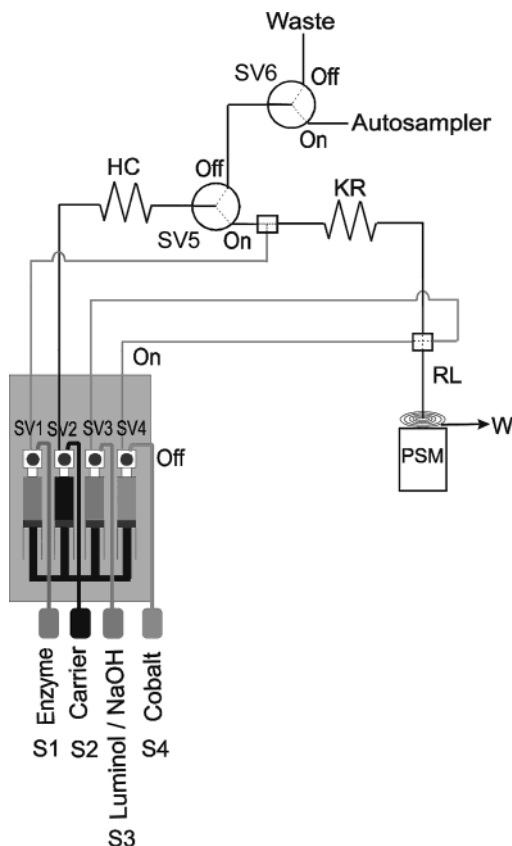 Waste
SV6
Off
Autosampler
On
HC
Off
KR
SV5
On
On
RL
SV1
SV2
SV3
SV4
Off
W
PSM
S1 Enzyme
S2 Carrier
S3 Luminol / NaOH
S4 Cobalt